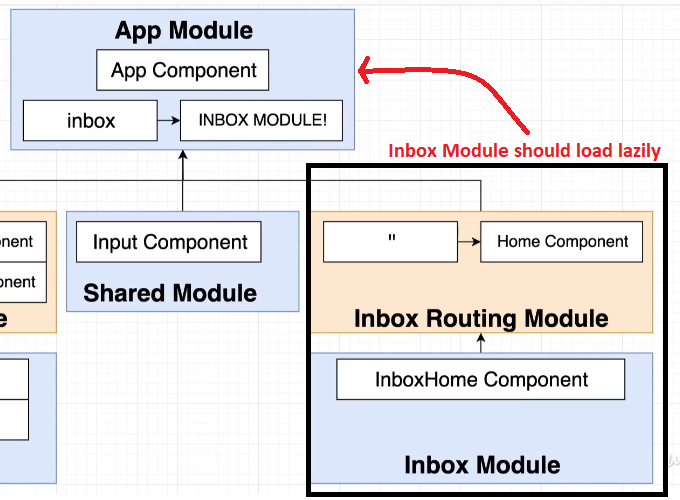 App Module
App Component
inbox
INBOX MODULE!
Inbox Module should load lazily
nent
onent
e
Input Component
Shared Module
"
Home Component
Inbox Routing Module
InboxHome Component
Inbox Module